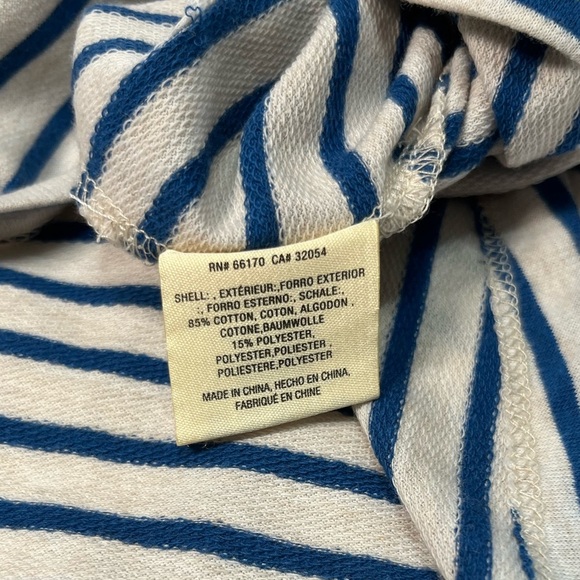 RN# 66170 CA# 32054
SHELL: , EXTÉRIEUR:,FORRO EXTERIOR
:, FORRO ESTERNO:, SCHALE:,
85% COTTON, COTON, ALGODON ,
COTONE,BAUMWOLLE
15% POLYESTER,
POLYESTER,POLIESTER ,
POLIESTERE,POLYESTER
MADE IN CHINA, HECHO EN CHINA,
FABRIQUÉ EN CHINE